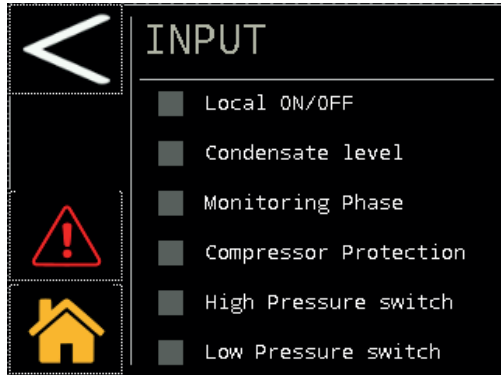 INPUT
Local ON/OFF
Condensate level
Monitoring Phase
Compressor Protection
High Pressure switch
Low Pressure switch